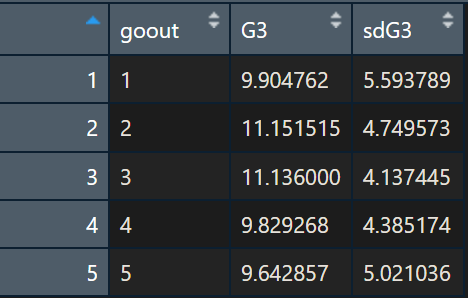 goout G3 sdG3
1 1 9.904762 5.593789
2 2 11.151515 4.749573
3 3 11.136000 4.137445
4 4 9.829268 4.385174
5 5 9.642857 5.021036